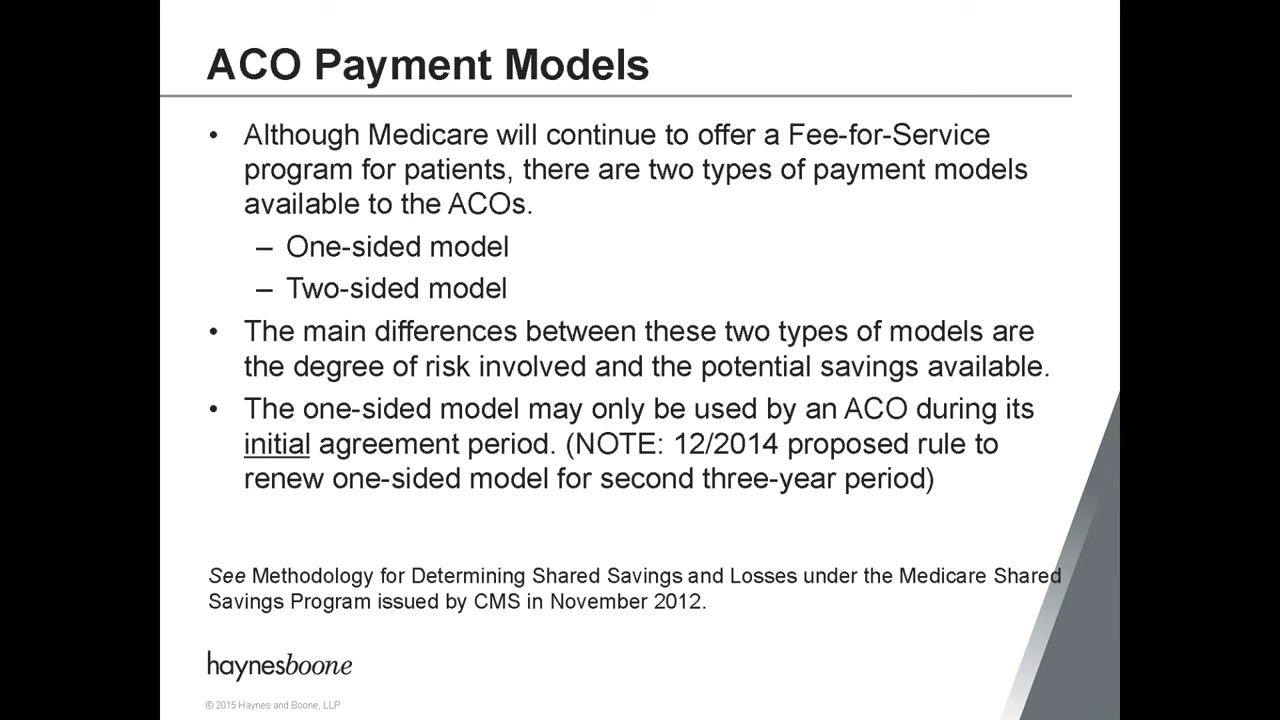 ACO Payment Models
• Although Medicare will continue to offer a Fee-for-Service
program for patients, there are two types of payment models
available to the ACOs.
– One-sided model
– Two-sided model
• The main differences between these two types of models are
the degree of risk involved and the potential savings available.
• The one-sided model may only be used by an ACO during its
initial agreement period. (NOTE: 12/2014 proposed rule to
renew one-sided model for second three-year period)
See Methodology for Determining Shared Savings and Losses under the Medicare Shared
Savings Program issued by CMS in November 2012.
haynesboone
© 2015 Haynes and Boone, LLP